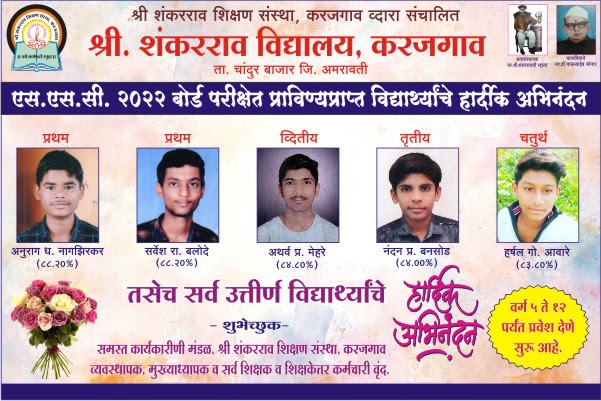 श्री शंकरराव शिक्षण संस्था, करजगाव व्दारा संचालित
श्री. शंकरराव विद्यालय, करजगाव
ता. चांदुर बाजार जि. अमरावती
एस.एस.सी. २०२२ बोर्ड परीक्षेत प्राविण्यप्राप्त विद्यार्थ्यांचे हार्दीक अभिनंदन
प्रथम प्रथम व्दितीय तृतीय चतुर्थ
अनुराग ध. नागझिरकर सर्वेश रा. बलोदे अथर्व प्र. मेहरे नंदन प्र. बनसोड हर्षल गो. आवारे
(८८.२०%) (८८.२०%) (८४.८०%) (८४.००%) (८३.८०%)
तसेच सर्व उत्तीर्ण विद्यार्थ्यांचे
हार्दिक
अभिनंदन
- शुभेच्छुक-
समस्त कार्यकारीणी मंडळ, श्री शंकरराव शिक्षण संस्था, करजगाव
व्यवस्थापक, मुख्याध्यापक व सर्व शिक्षक व शिक्षकेतर कर्मचारी वृंद.
वर्ग ५ ते १२
पर्यंत प्रवेश देणे
सुरू आहे.